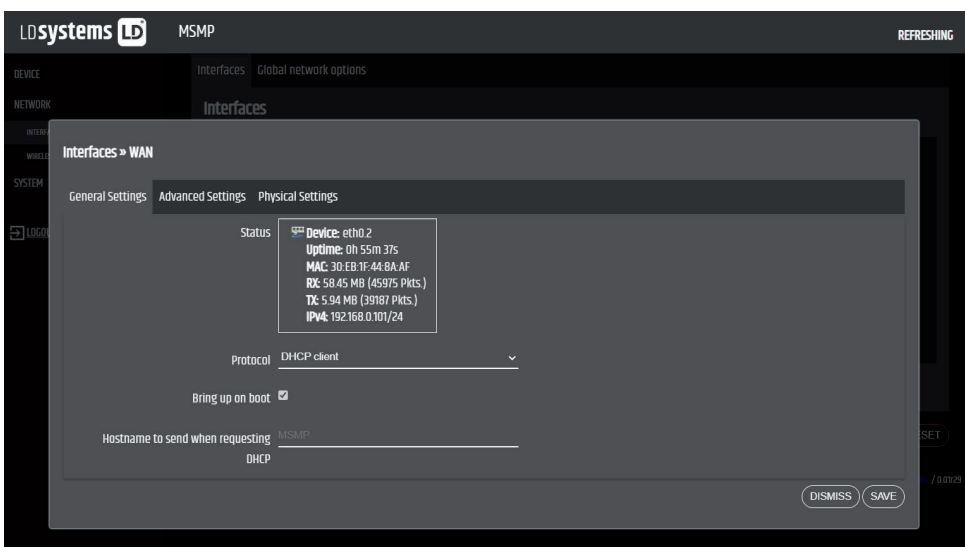 LDsystems LD MSMP REFRESHING
DEVICE Interfaces Global network options
NETWORK Interfaces
Interfaces » WAN
SYSTEM
General Settings Advanced Settings Physical Settings
Status Device: eth0.2
Uptime: 0h 55m 37s
MAC: 30:EB:1F:44:8A:AF
RX: 58.45 MB (45975 Pkts.)
TX: 5.94 MB (39187 Pkts.)
IPv4: 192.168.0.101/24
Protocol DHCP client
Bring up on boot
Hostname to send when requesting MSMP
DHCP
DISMISS SAVE